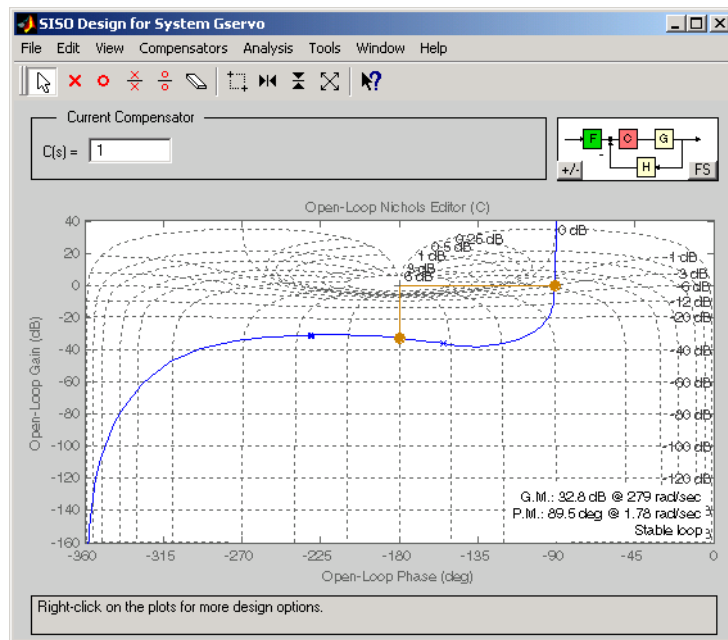 SISO Design for System Gservo
File Edit View Compensators Analysis Tools Window Help
Current Compensator
C(s) = 1
F C G
H
+/- FS
Open-Loop Nichols Editor (C)
Open-Loop Gain (dB)
40
20
0
-20
-40
-60
-80
-100
-120
-140
-160
0 dB
0.25 dB
0.5 dB
1 dB
3 dB
6 dB
1 dB
3 dB
-6 dB
-12 dB
-20 dB
-40 dB
-60 dB
-80 dB
-100 dB
-120 dB
G.M.: 32.8 dB @ 279 rad/sec
P.M.: 89.5 deg @ 1.78 rad/sec
Stable loop
-360 -315 -270 -225 -180 -135 -90 -45 0
Open-Loop Phase (deg)
Right-click on the plots for more design options.